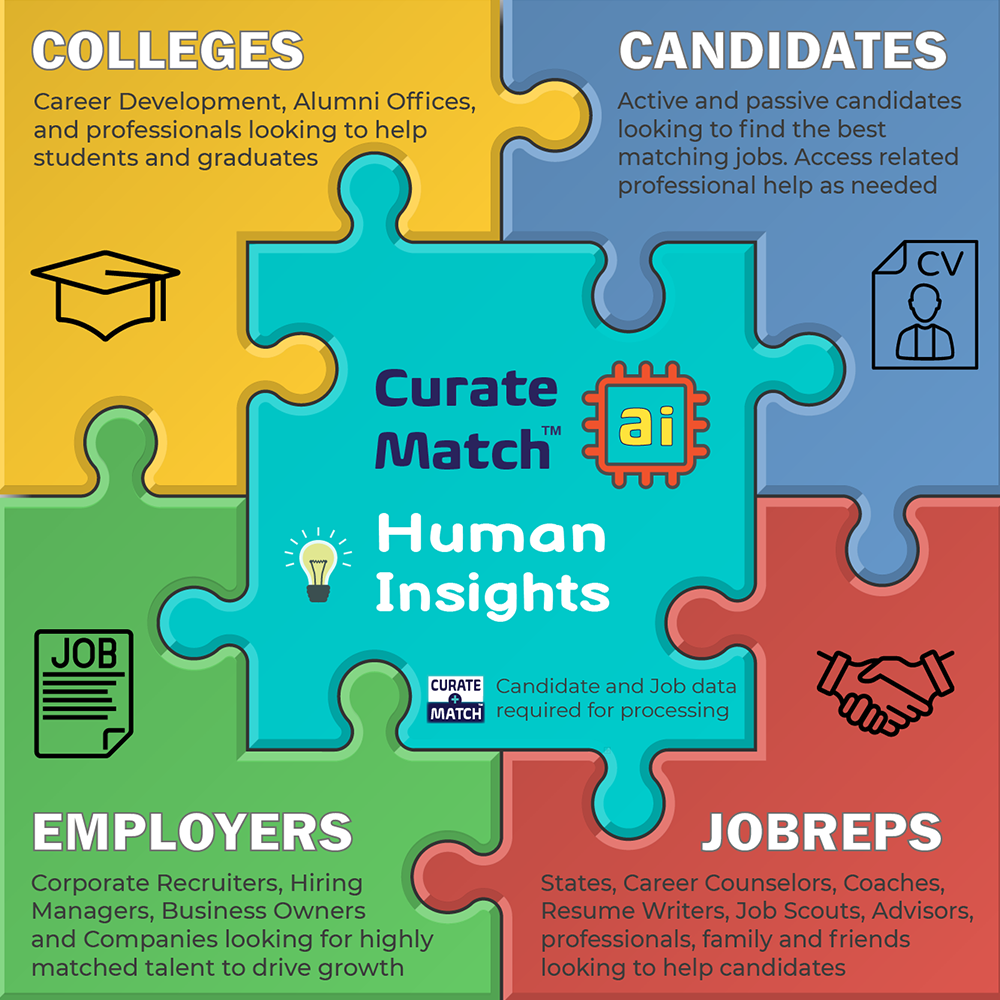 COLLEGES
Career Development, Alumni Offices,
and professionals looking to help
students and graduates
CANDIDATES
Active and passive candidates
looking to find the best
matching jobs. Access related
professional help as needed
CV
Curate
Match™
ai
Human
Insights
CURATE
+
MATCH™
Candidate and Job data
required for processing
JOB
EMPLOYERS
Corporate Recruiters, Hiring
Managers, Business Owners
and Companies looking for highly
matched talent to drive growth
JOBREPS
States, Career Counselors, Coaches,
Resume Writers, Job Scouts, Advisors,
professionals, family and friends
looking to help candidates